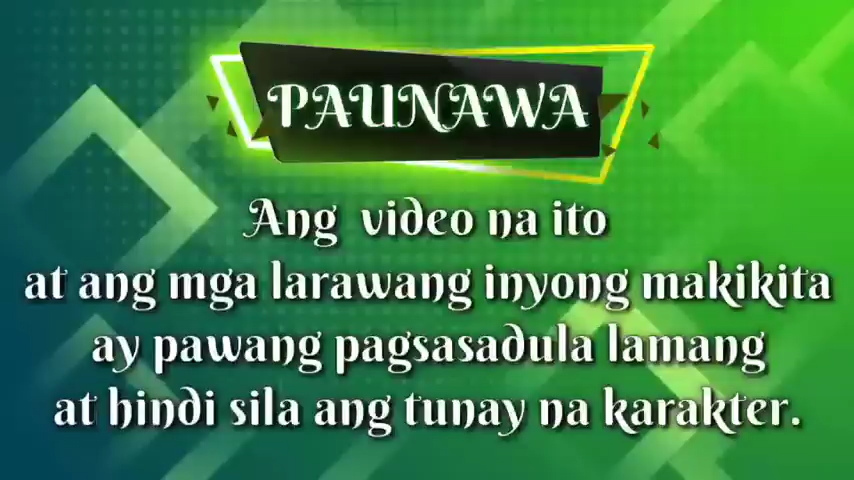 PAUNAWA
Ang video na ito
at ang mga larawang inyong makikita
ay pawang pagsasadula lamang
at hindi sila ang tunay na karakter.